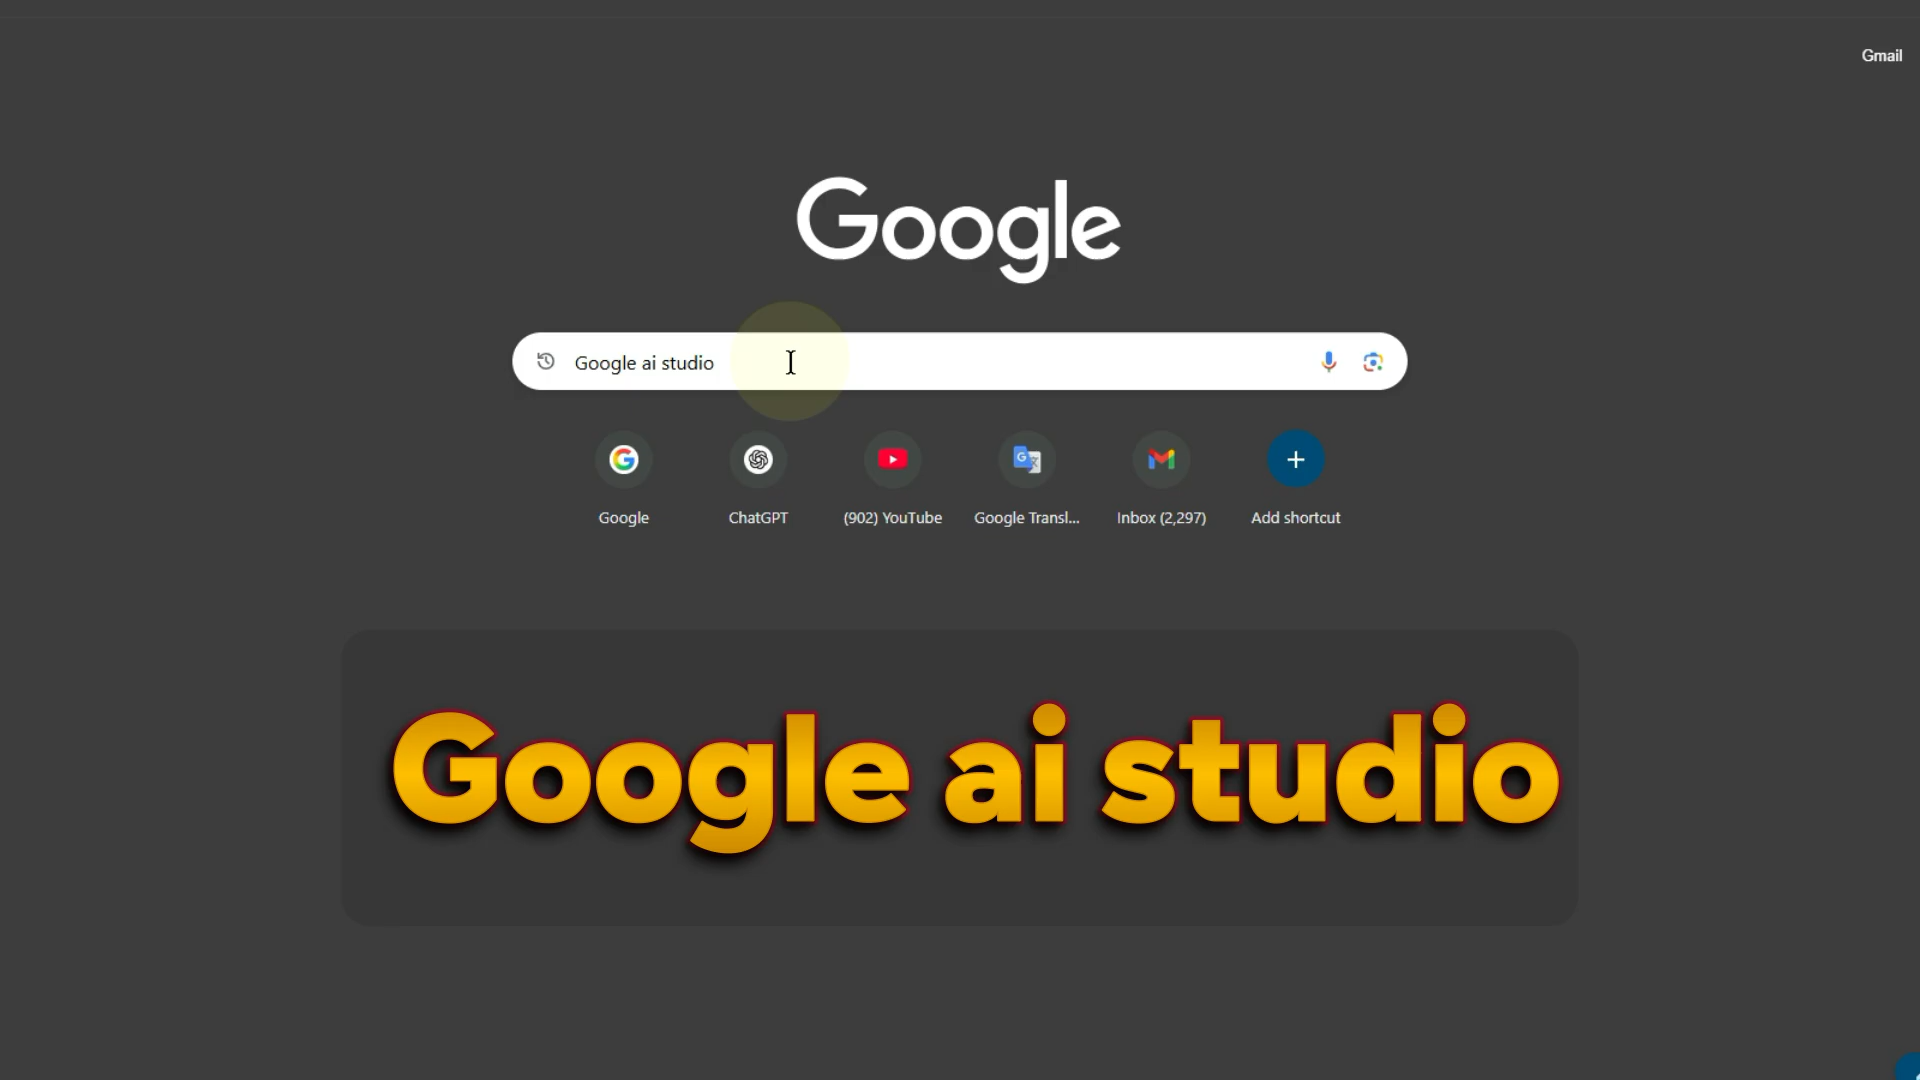 Gmail
Google
Google ai studio
Google
ChatGPT
(902) YouTube
Google Transl...
Inbox (2,297)
Add shortcut
Google ai studio